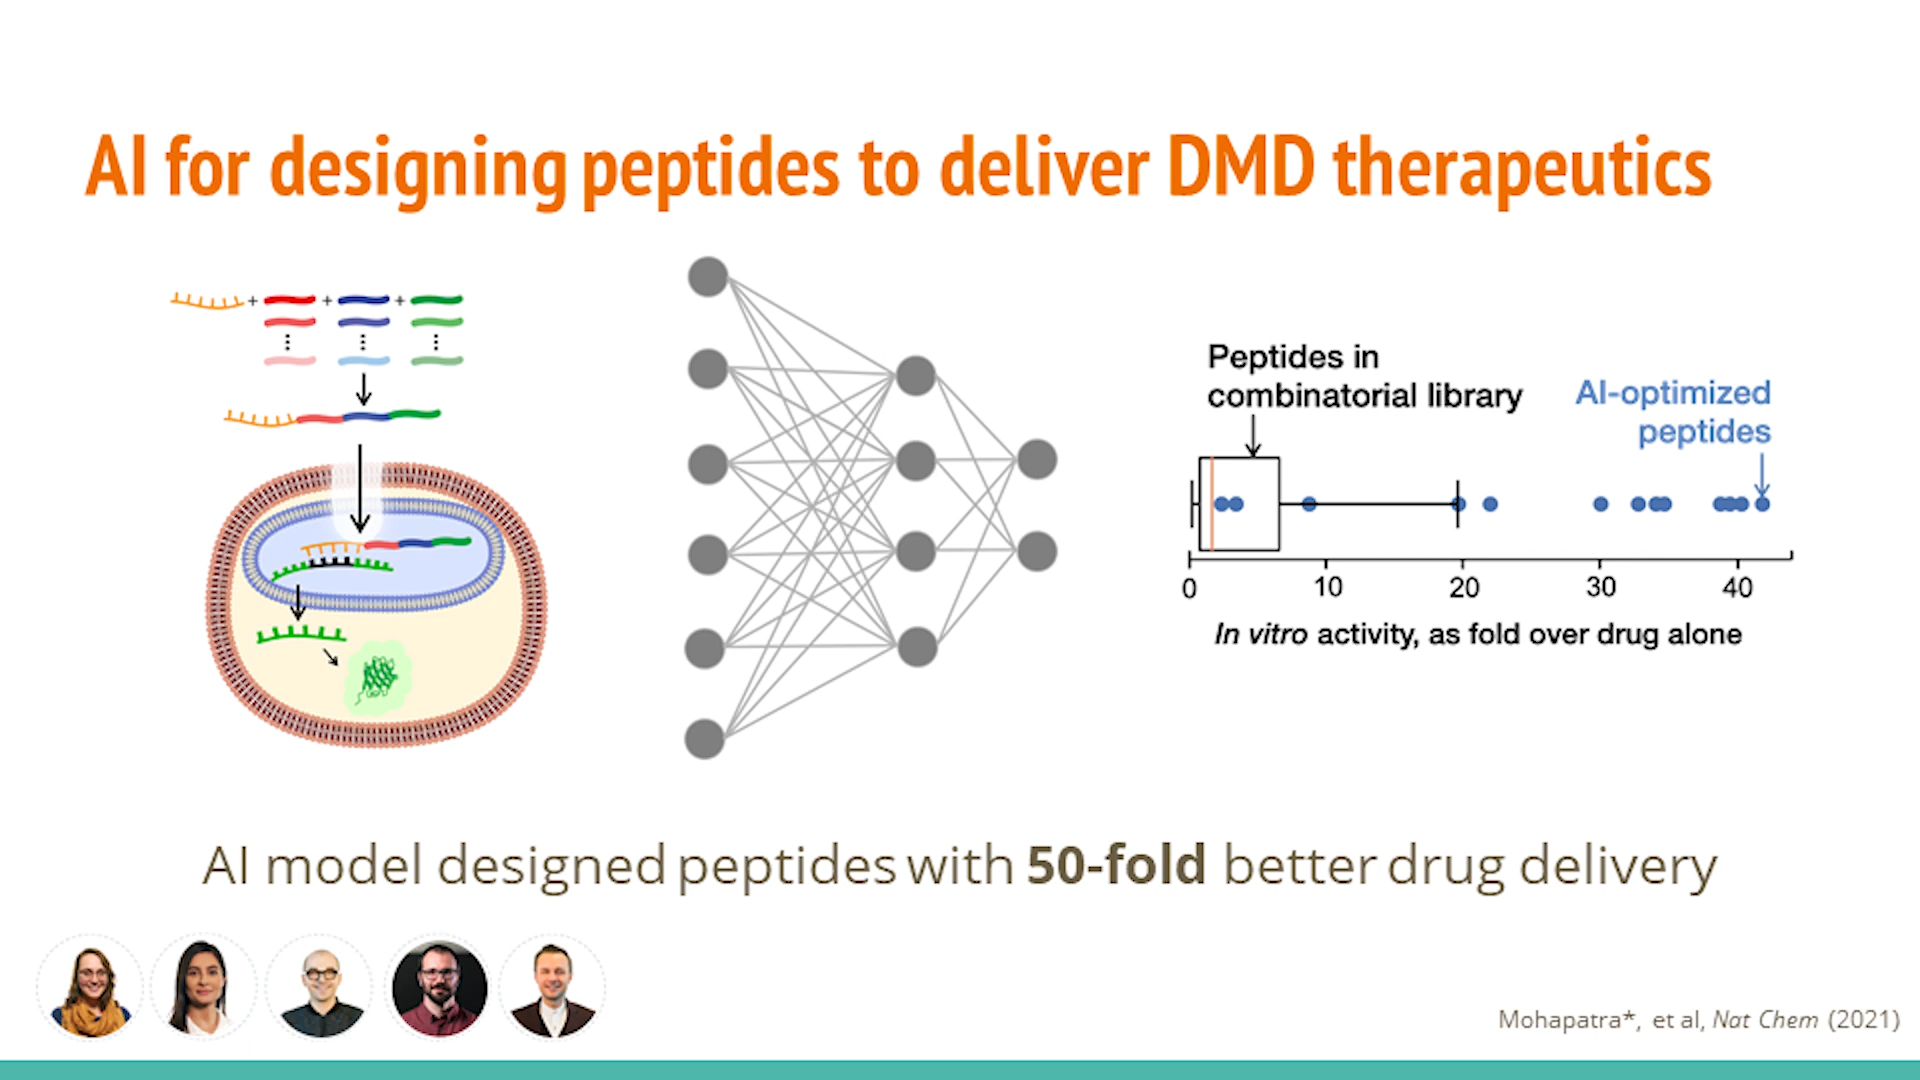 AI for designing peptides to deliver DMD therapeutics
+ + +
Peptides in
combinatorial library
AI-optimized
peptides
0 10 20 30 40
In vitro activity, as fold over drug alone
AI model designed peptides with 50-fold better drug delivery
Mohapatra*, et al, Nat Chem (2021)